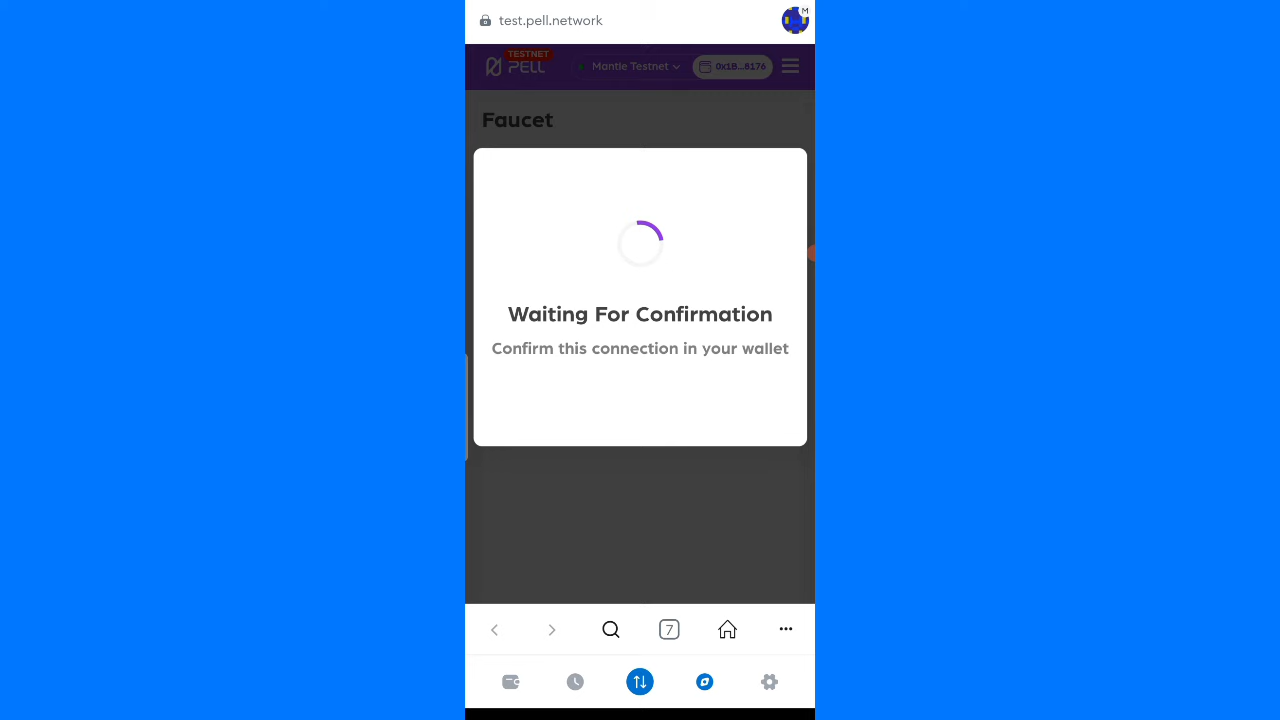 test.pell.network
M
TESTNET
PELL
Mantle Testnet
0x1B...8176
Faucet
Waiting For Confirmation
Confirm this connection in your wallet
7